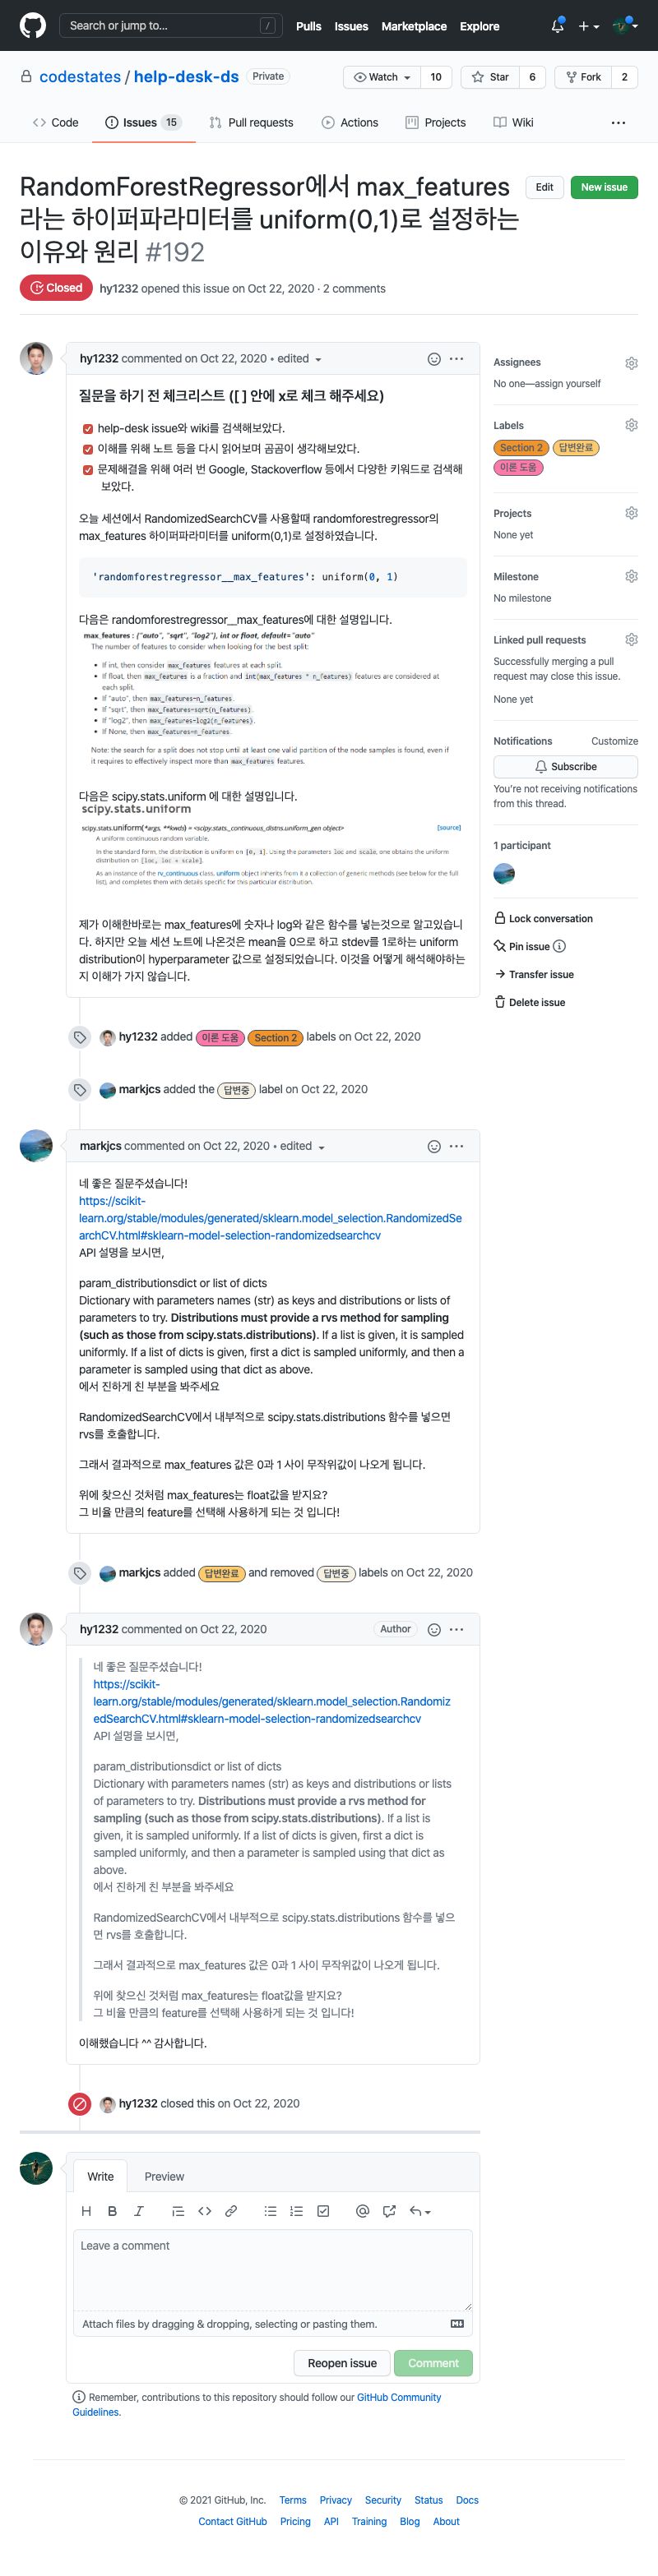 Search or jump to...
/
Pulls Issues Marketplace Explore
codestates / help-desk-ds Private
Watch 10 Star 6 Fork 2
Code Issues 15 Pull requests Actions Projects Wiki
RandomForestRegressor에서 max_features
라는 하이퍼파라미터를 uniform(0,1)로 설정하는
이유와 원리 #192
Edit New issue
Closed hy1232 opened this issue on Oct 22, 2020 · 2 comments
hy1232 commented on Oct 22, 2020 • edited
질문을 하기 전 체크리스트 ([ ] 안에 x로 체크 해주세요)
help-desk issue와 wiki를 검색해보았다.
이해를 위해 노트 등을 다시 읽어보며 곰곰이 생각해보았다.
문제해결을 위해 여러 번 Google, Stackoverflow 등에서 다양한 키워드로 검색해
보았다.
오늘 세션에서 RandomizedSearchCV를 사용할때 randomforestregressor의
max_features 하이퍼파라미터를 uniform(0,1)로 설정하였습니다.
'randomforestregressor__max_features': uniform(0, 1)
다음은 randomforestregressor__max_features에 대한 설명입니다.
max_features : {"auto", "sqrt", "log2"}, int or float, default="auto"
The number of features to consider when looking for the best split:
• If int, then consider max_features features at each split.
• If float, then max_features is a fraction and int(max_features * n_features) features are considered at
each split.
• If "auto", then max_features=n_features.
• If "sqrt", then max_features=sqrt(n_features).
• If "log2", then max_features=log2(n_features).
• If None, then max_features=n_features.
Note: the search for a split does not stop until at least one valid partition of the node samples is found, even if
it requires to effectively inspect more than max_features features.
다음은 scipy.stats.uniform 에 대한 설명입니다.
scipy.stats.uniform
scipy.stats.uniform(*args, **kwds) = <scipy.stats._continuous_distns.uniform_gen object> [source]
A uniform continuous random variable.
In the standard form, the distribution is uniform on [0, 1]. Using the parameters loc and scale, one obtains the uniform
distribution on [loc, loc + scale].
As an instance of the rv_continuous class, uniform object inherits from it a collection of generic methods (see below for the
full list), and completes them with details specific for this particular distribution.
제가 이해한바로는 max_features에 숫자나 log와 같은 함수를 넣는것으로 알고있습니
다. 하지만 오늘 세션 노트에 나온것은 mean을 0으로 하고 stdev를 1로하는 uniform
distribution이 hyperparameter 값으로 설정되었습니다. 이것을 어떻게 해석해야하는
지 이해가 가지 않습니다.
hy1232 added 이론 도움 Section 2 labels on Oct 22, 2020
markjcs added the 답변중 label on Oct 22, 2020
markjcs commented on Oct 22, 2020 • edited
네 좋은 질문주셨습니다!
https://scikit-
learn.org/stable/modules/generated/sklearn.model_selection.RandomizedSe
archCV.html#sklearn-model-selection-randomizedsearchcv
API 설명을 보시면,
param_distributionsdict or list of dicts
Dictionary with parameters names (str) as keys and distributions or lists of
parameters to try. Distributions must provide a rvs method for sampling
(such as those from scipy.stats.distributions). If a list is given, it is sampled
uniformly. If a list of dicts is given, first a dict is sampled uniformly, and then a
parameter is sampled using that dict as above.
에서 진하게 친 부분을 봐주세요
RandomizedSearchCV에서 내부적으로 scipy.stats.distributions 함수를 넣으면
rvs를 호출합니다.
그래서 결과적으로 max_features 값은 0과 1 사이 무작위값이 나오게 됩니다.
위에 찾으신 것처럼 max_features는 float값을 받지요?
그 비율 만큼의 feature를 선택해 사용하게 되는 것 입니다!
markjcs added 답변완료 and removed 답변중 labels on Oct 22, 2020
hy1232 commented on Oct 22, 2020 Author
네 좋은 질문주셨습니다!
https://scikit-
learn.org/stable/modules/generated/sklearn.model_selection.Randomiz
edSearchCV.html#sklearn-model-selection-randomizedsearchcv
API 설명을 보시면,
param_distributionsdict or list of dicts
Dictionary with parameters names (str) as keys and distributions or lists
of parameters to try. Distributions must provide a rvs method for
sampling (such as those from scipy.stats.distributions). If a list is
given, it is sampled uniformly. If a list of dicts is given, first a dict is
sampled uniformly, and then a parameter is sampled using that dict as
above.
에서 진하게 친 부분을 봐주세요
RandomizedSearchCV에서 내부적으로 scipy.stats.distributions 함수를 넣으
면 rvs를 호출합니다.
그래서 결과적으로 max_features 값은 0과 1 사이 무작위값이 나오게 됩니다.
위에 찾으신 것처럼 max_features는 float값을 받지요?
그 비율 만큼의 feature를 선택해 사용하게 되는 것 입니다!
이해했습니다 ^^ 감사합니다.
hy1232 closed this on Oct 22, 2020
Write Preview
Leave a comment
Attach files by dragging & dropping, selecting or pasting them.
Reopen issue Comment
Remember, contributions to this repository should follow our GitHub Community
Guidelines.
Assignees
No one—assign yourself
Labels
Section 2 답변완료
이론 도움
Projects
None yet
Milestone
No milestone
Linked pull requests
Successfully merging a pull
request may close this issue.
None yet
Notifications Customize
Subscribe
You're not receiving notifications
from this thread.
1 participant
Lock conversation
Pin issue
Transfer issue
Delete issue
© 2021 GitHub, Inc. Terms Privacy Security Status Docs
Contact GitHub Pricing API Training Blog About